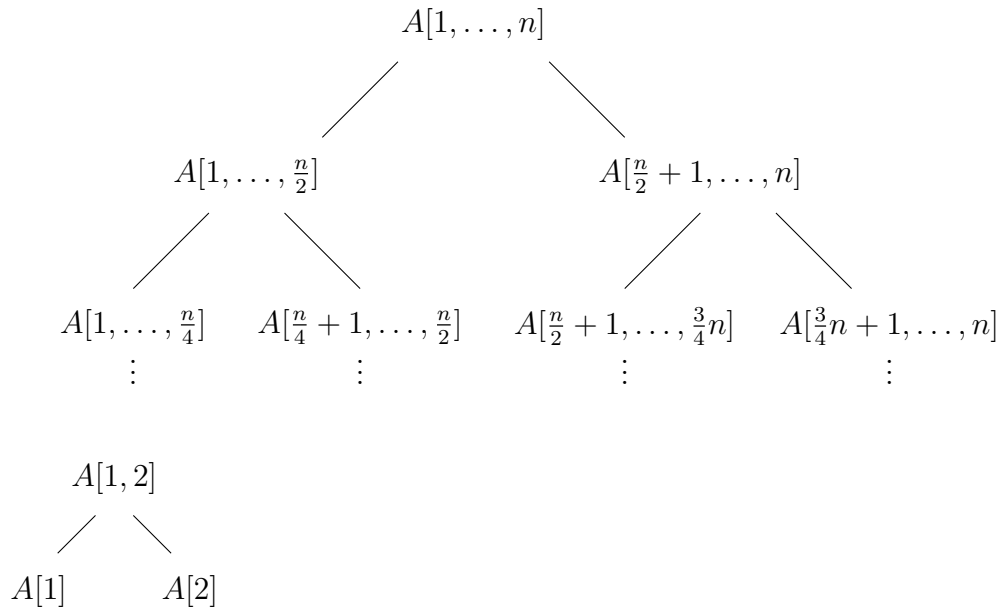 A[1, . . . , n]
A[1, . . . , n/2] A[n/2 + 1, . . . , n]
A[1, . . . , n/4] A[n/4 + 1, . . . , n/2] A[n/2 + 1, . . . , 3/4 n] A[3/4 n + 1, . . . , n]
⋮ ⋮ ⋮ ⋮
A[1, 2]
A[1] A[2]